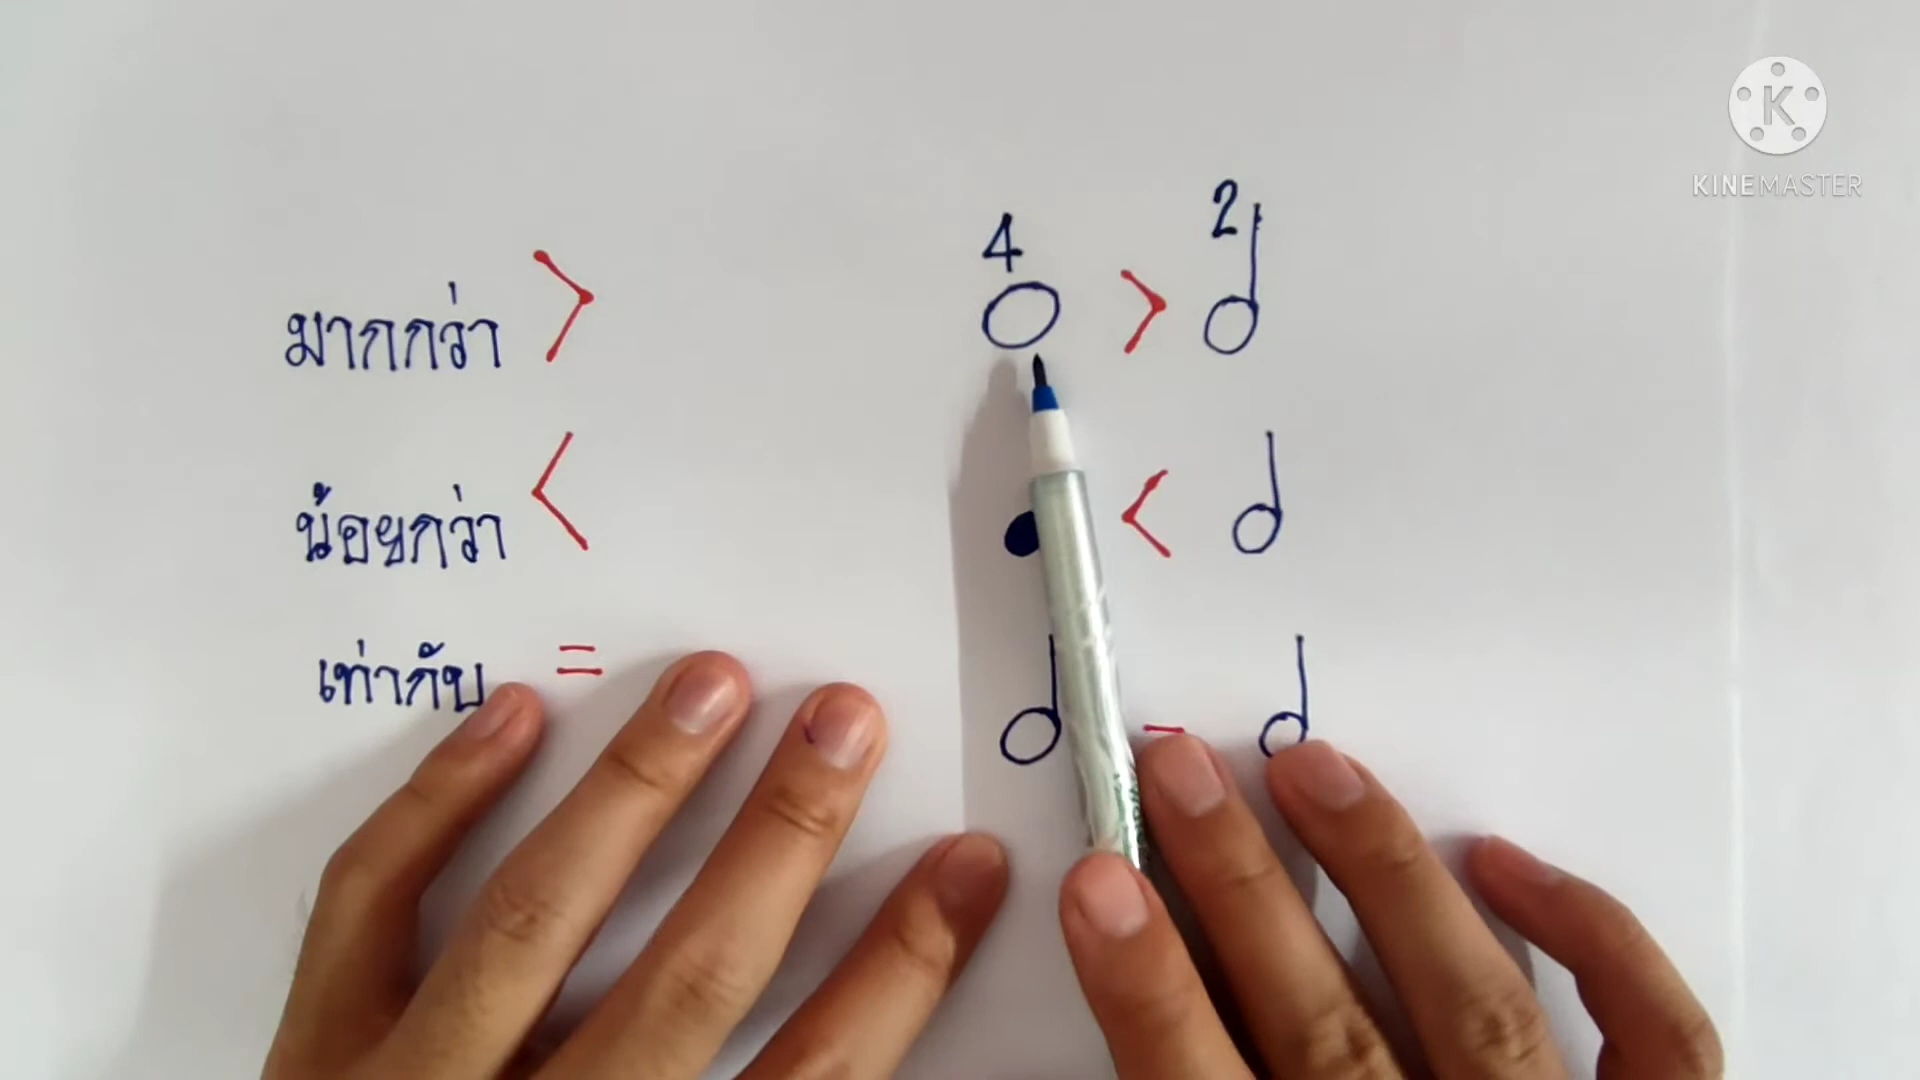 มากกว่า > 4 > 2
น้อยกว่า < <
เท่ากับ = =
K
KINEMASTER